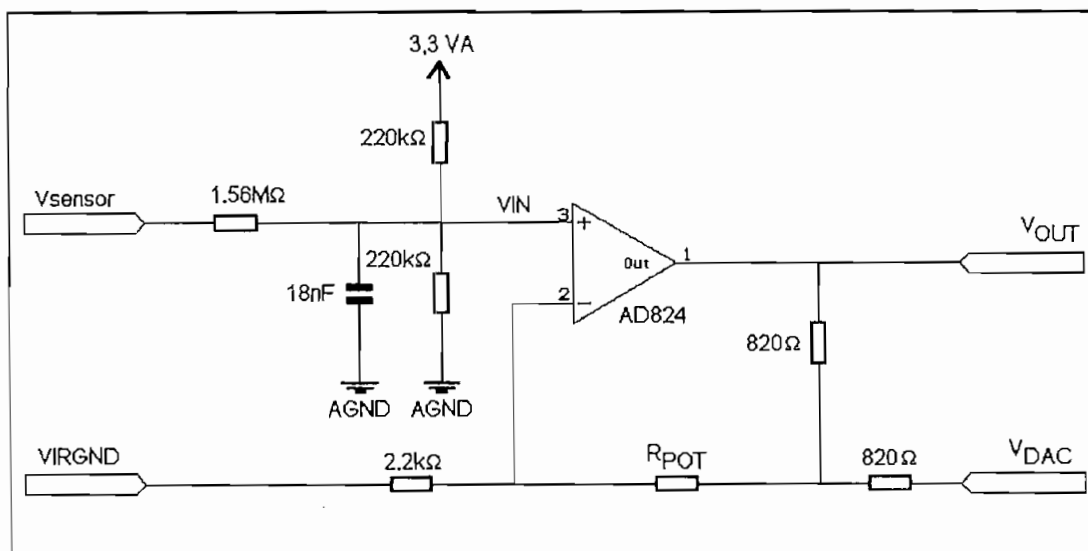 3,3 VA
220kΩ
Vsensor
1.56MΩ
VIN
3
+
Out
1
VOUT
220kΩ
18nF
2
−
AD824
820Ω
AGND
AGND
VIRGND
2.2kΩ
RPOT
820Ω
VDAC